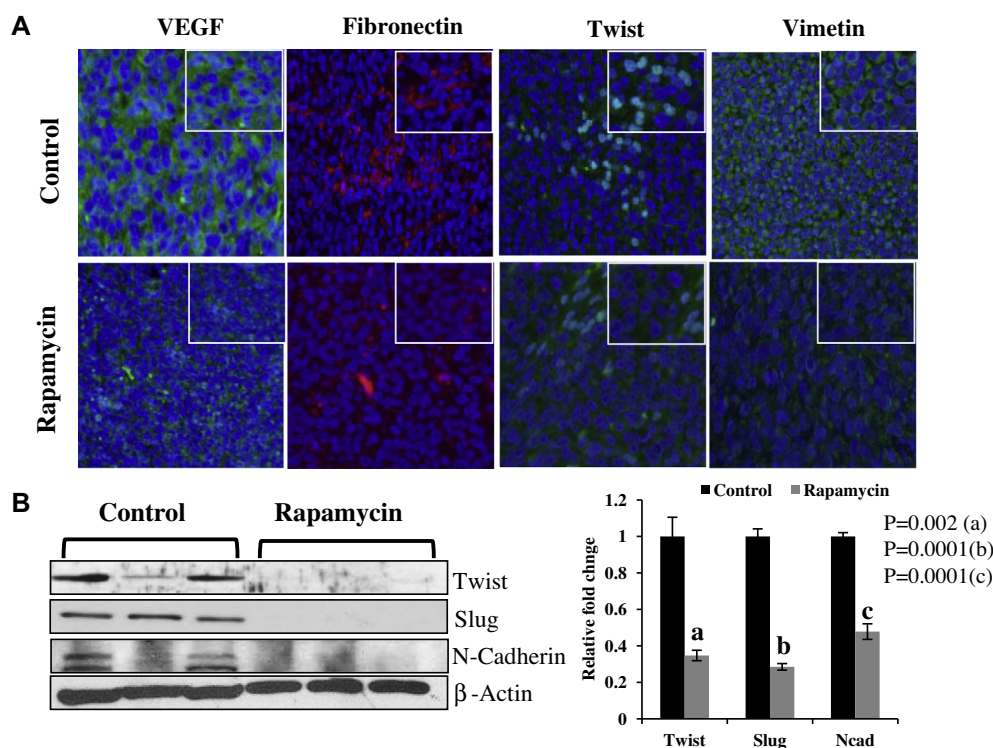 A
VEGF
Fibronectin
Twist
Vimetin
Control
Rapamycin
B
Control
Rapamycin
Twist
Slug
N-Cadherin
β-Actin
Control
Rapamycin
P=0.002 (a)
P=0.0001(b)
P=0.0001(c)
Relative fold chnge
1.2
1
0.8
0.6
0.4
0.2
0
a
b
c
Twist
Slug
Ncad